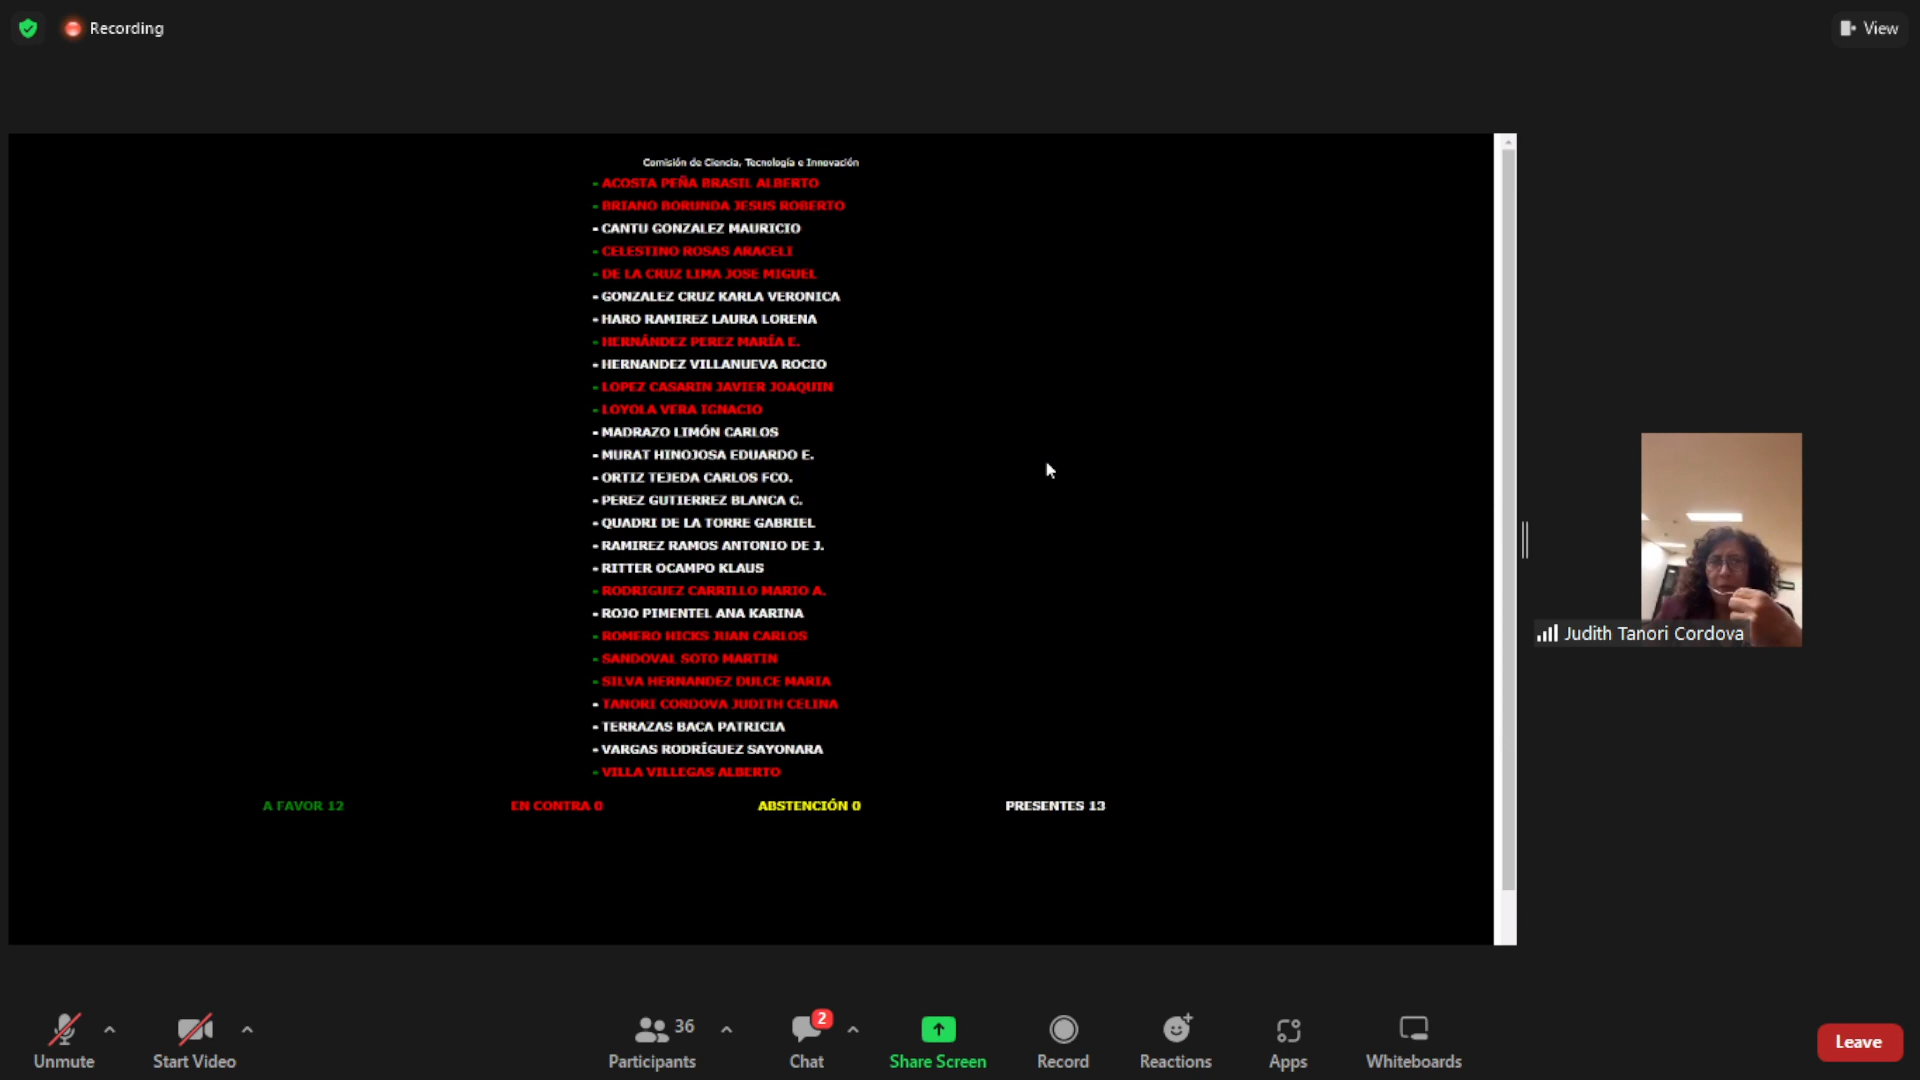 Recording
View
Comisión de Ciencia, Tecnología e Innovación
- ACOSTA PEÑA BRASIL ALBERTO
- BRIANO BORUNDA JESUS ROBERTO
- CANTU GONZALEZ MAURICIO
- CELESTINO ROSAS ARACELI
- DE LA CRUZ LIMA JOSE MIGUEL
- GONZALEZ CRUZ KARLA VERONICA
- HARO RAMIREZ LAURA LORENA
- HERNÁNDEZ PEREZ MARÍA E.
- HERNANDEZ VILLANUEVA ROCIO
- LOPEZ CASARIN JAVIER JOAQUIN
- LOYOLA VERA IGNACIO
- MADRAZO LIMÓN CARLOS
- MURAT HINOJOSA EDUARDO E.
- ORTIZ TEJEDA CARLOS FCO.
- PEREZ GUTIERREZ BLANCA C.
- QUADRI DE LA TORRE GABRIEL
- RAMIREZ RAMOS ANTONIO DE J.
- RITTER OCAMPO KLAUS
- RODRIGUEZ CARRILLO MARIO A.
- ROJO PIMENTEL ANA KARINA
- ROMERO HICKS JUAN CARLOS
- SANDOVAL SOTO MARTIN
- SILVA HERNANDEZ DULCE MARIA
- TANORI CORDOVA JUDITH CELINA
- TERRAZAS BACA PATRICIA
- VARGAS RODRÍGUEZ SAYONARA
- VILLA VILLEGAS ALBERTO
A FAVOR 12 EN CONTRA 0 ABSTENCIÓN 0 PRESENTES 13
Judith Tanori Cordova
36 2
Unmute Start Video Participants Chat Share Screen Record Reactions Apps Whiteboards Leave